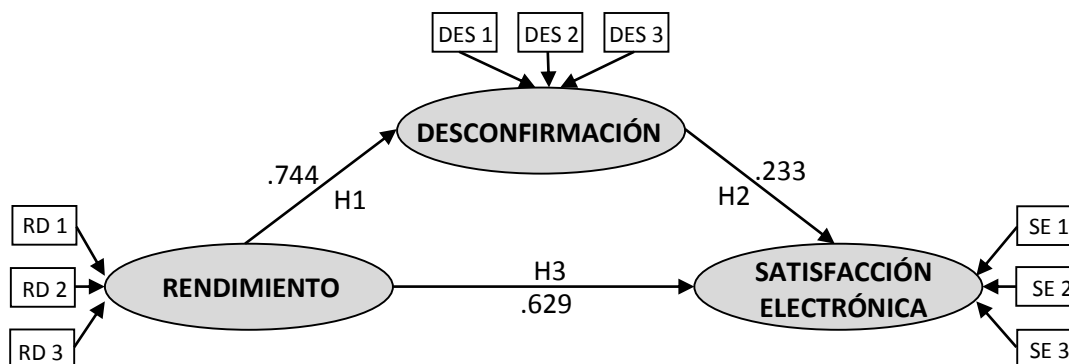 DES 1
DES 2
DES 3
DESCONFIRMACIÓN
.744
H1
.233
H2
RD 1
RD 2
RD 3
RENDIMIENTO
H3
.629
SATISFACCIÓN
ELECTRÓNICA
SE 1
SE 2
SE 3